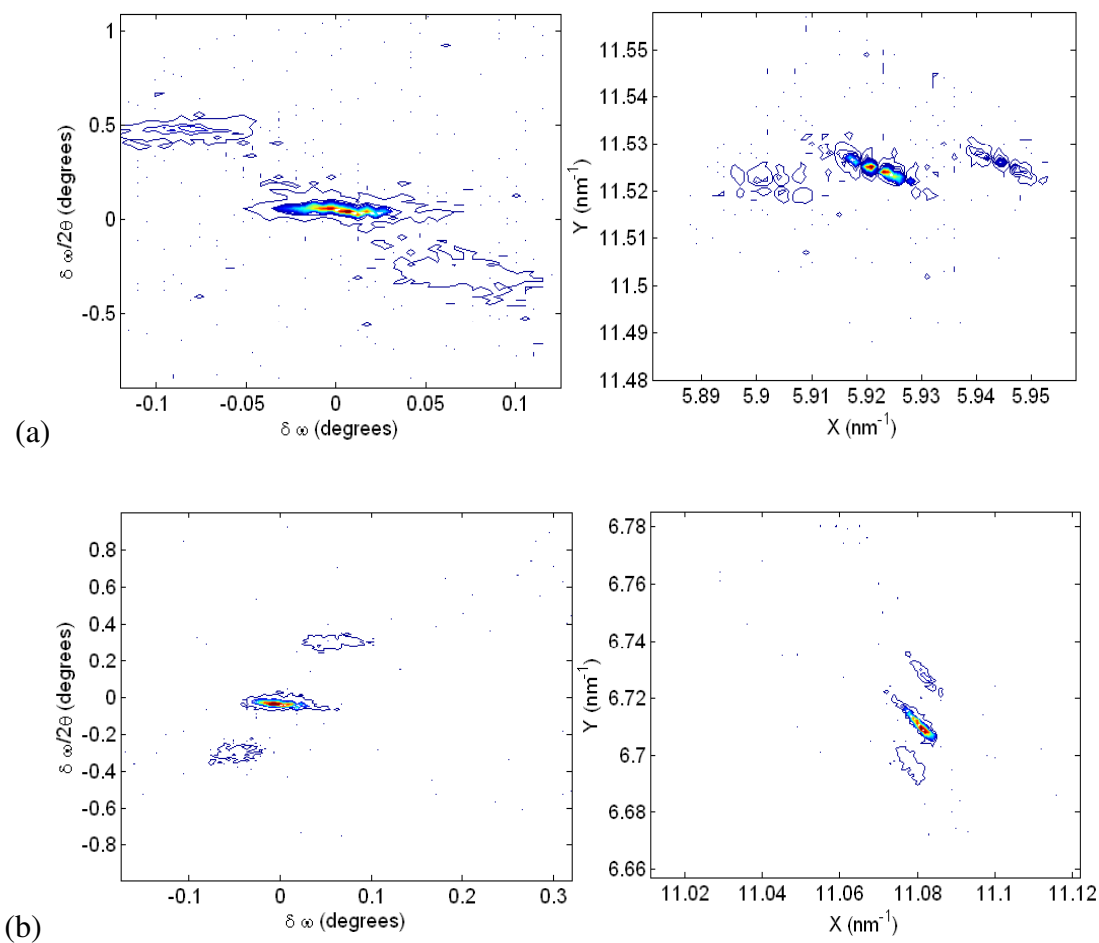 1
0.5
0
-0.5
-0.1 -0.05 0 0.05 0.1
δ ω (degrees)
δ ω/2θ (degrees)
11.55
11.54
11.53
11.52
11.51
11.5
11.49
11.48
5.89 5.9 5.91 5.92 5.93 5.94 5.95
X (nm⁻¹)
Y (nm⁻¹)
(a)
0.8
0.6
0.4
0.2
0
-0.2
-0.4
-0.6
-0.8
-0.1 0 0.1 0.2 0.3
δ ω (degrees)
δ ω/2θ (degrees)
6.78
6.76
6.74
6.72
6.7
6.68
6.66
11.02 11.04 11.06 11.08 11.1 11.12
X (nm⁻¹)
Y (nm⁻¹)
(b)